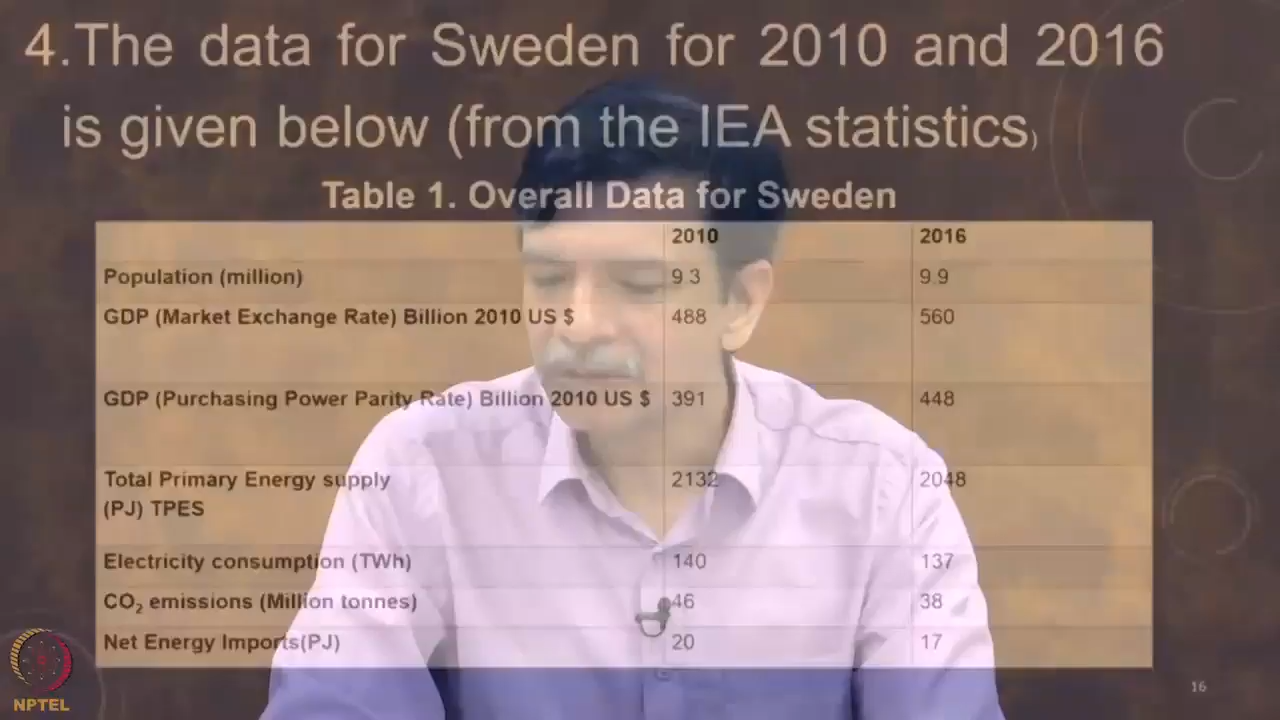 4.The data for Sweden for 2010 and 2016
is given below (from the IEA statistics)
Table 1. Overall Data for Sweden
2010 2016
Population (million) 9.3 9.9
GDP (Market Exchange Rate) Billion 2010 US $ 488 560
GDP (Purchasing Power Parity Rate) Billion 2010 US $ 391 448
Total Primary Energy supply 2132 2048
(PJ) TPES
Electricity consumption (TWh) 140 137
CO₂ emissions (Million tonnes) 46 38
Net Energy Imports(PJ) 20 17
16
NPTEL